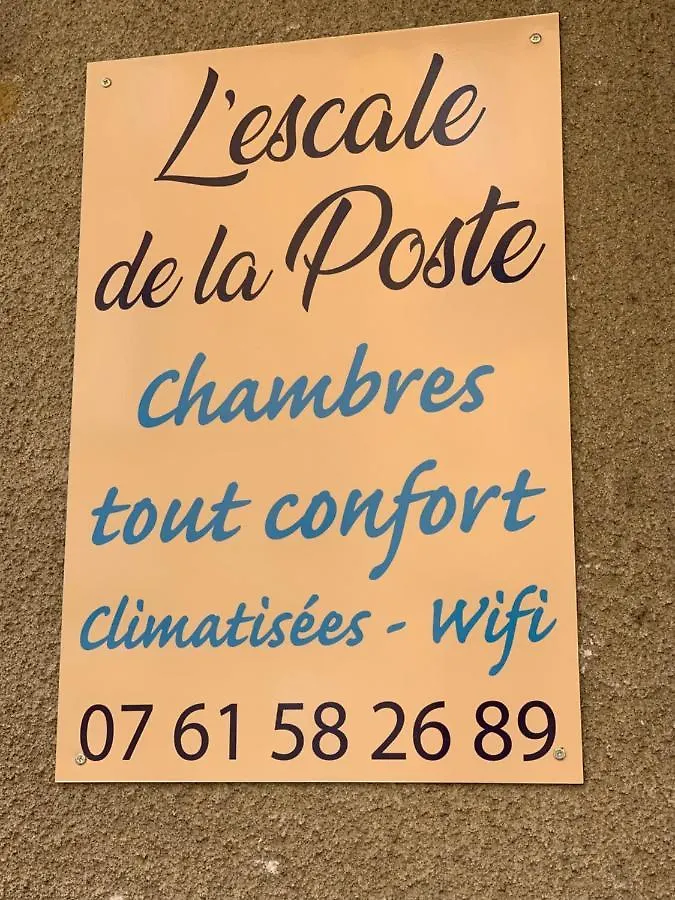 L'escale
de la Poste
Chambres
tout confort
Climatisées - Wifi
07 61 58 26 89